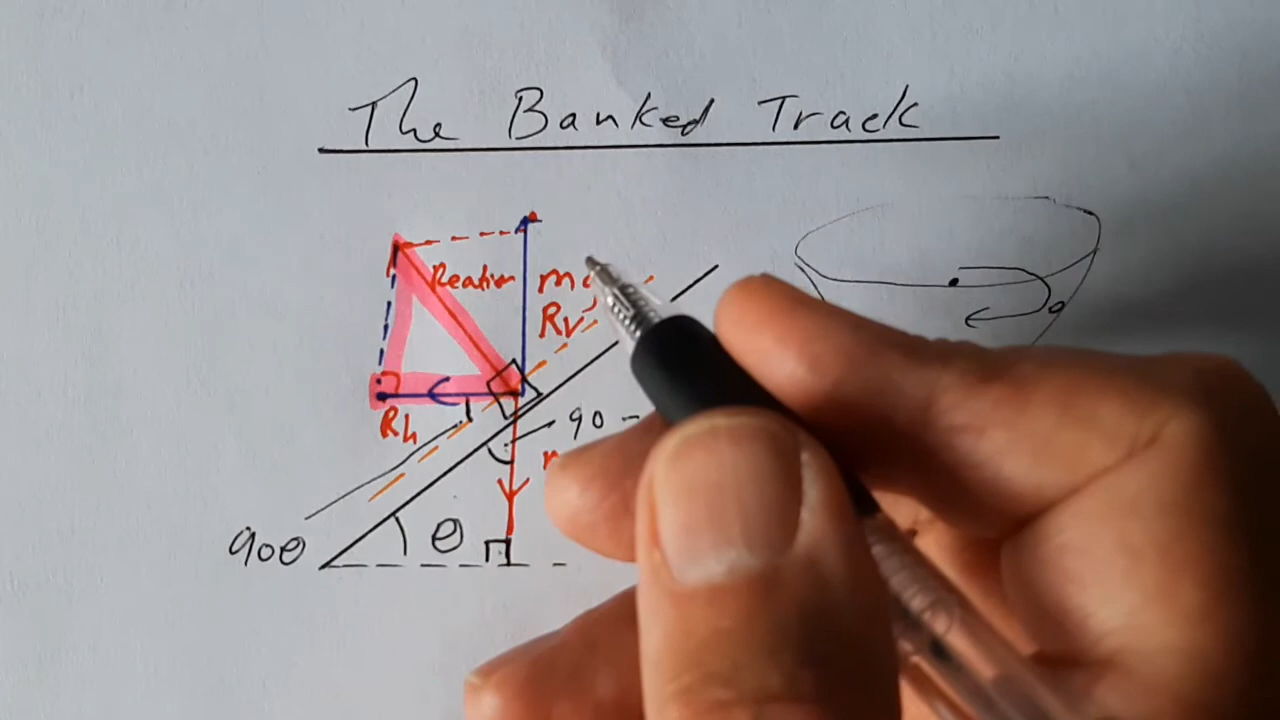 The Banked Track
Reaction
Rv
Rh
90 -
90θ
θ